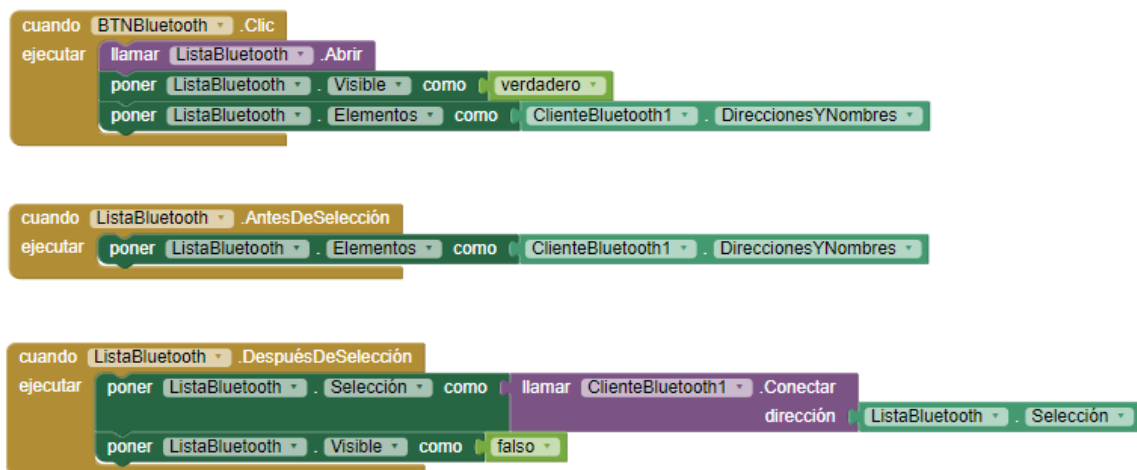 cuando BTNBluetooth .Clic
ejecutar llamar ListaBluetooth .Abrir
poner ListaBluetooth . Visible como verdadero
poner ListaBluetooth . Elementos como ClienteBluetooth1 . DireccionesYNombres
cuando ListaBluetooth .AntesDeSelección
ejecutar poner ListaBluetooth . Elementos como ClienteBluetooth1 . DireccionesYNombres
cuando ListaBluetooth .DespuésDeSelección
ejecutar poner ListaBluetooth . Selección como llamar ClienteBluetooth1 .Conectar
dirección ListaBluetooth . Selección
poner ListaBluetooth . Visible como falso